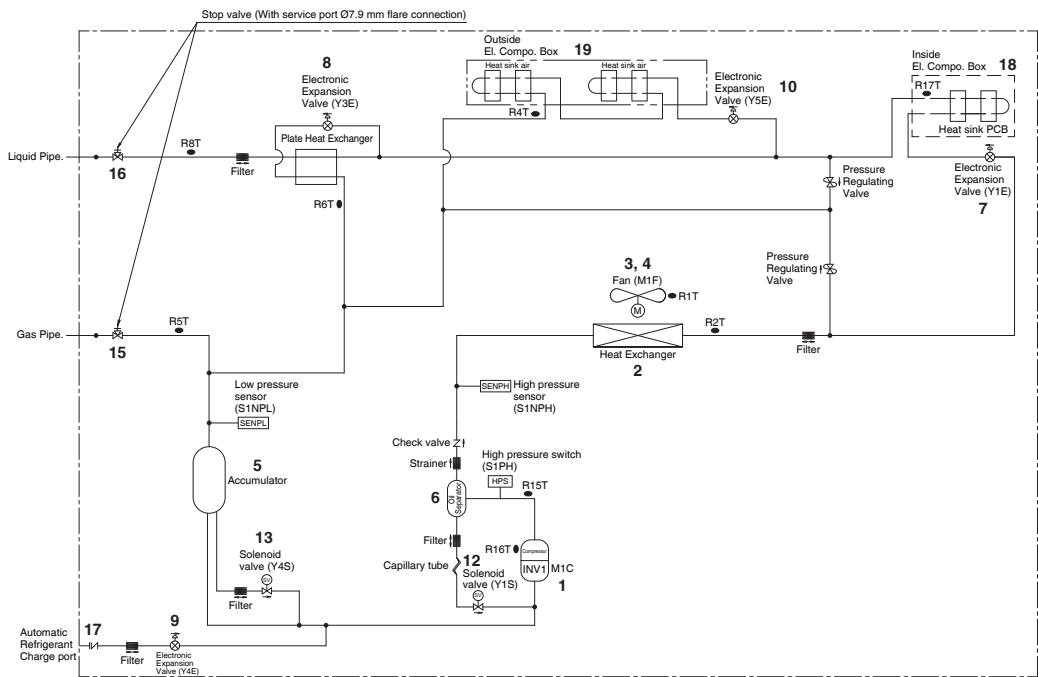 Stop valve (With service port Ø7.9 mm flare connection)
Outside
El. Compo. Box
19
Heat sink air
Heat sink air
Inside
El. Compo. Box
18
R17T
Heat sink PCB
8
Electronic
Expansion
Valve (Y3E)
Plate Heat Exchanger
R4T
Electronic
Expansion
Valve (Y5E)
10
Liquid Pipe.
16
R8T
Filter
R6T
Pressure
Regulating
Valve
Electronic
Expansion
Valve (Y1E)
7
Pressure
Regulating
Valve
3, 4
Fan (M1F)
M
R1T
Gas Pipe.
15
R5T
R2T
Heat Exchanger
2
Filter
Low pressure
sensor
(S1NPL)
SENPL
SENPH
High pressure
sensor
(S1NPH)
Check valve
Strainer
High pressure switch
(S1PH)
HPS
R15T
5
Accumulator
6
Oil
Separator
Filter
Capillary tube
R16T
Compressor
INV1
M1C
1
12
Solenoid
valve (Y1S)
SV
13
Solenoid
valve (Y4S)
SV
Filter
Automatic
Refrigerant
Charge port
17
Filter
9
Electronic
Expansion
Valve (Y4E)